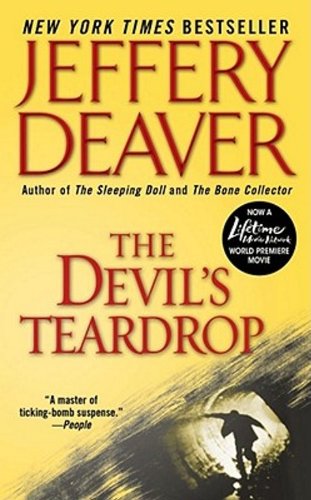 NEW YORK TIMES BESTSELLER
JEFFERY
DEAVER
Author of The Sleeping Doll and The Bone Collector
NOW A
Lifetime
Movie Network
WORLD PREMIERE
MOVIE
THE
DEVIL'S
TEARDROP
"A master of
ticking-bomb suspense."
—People